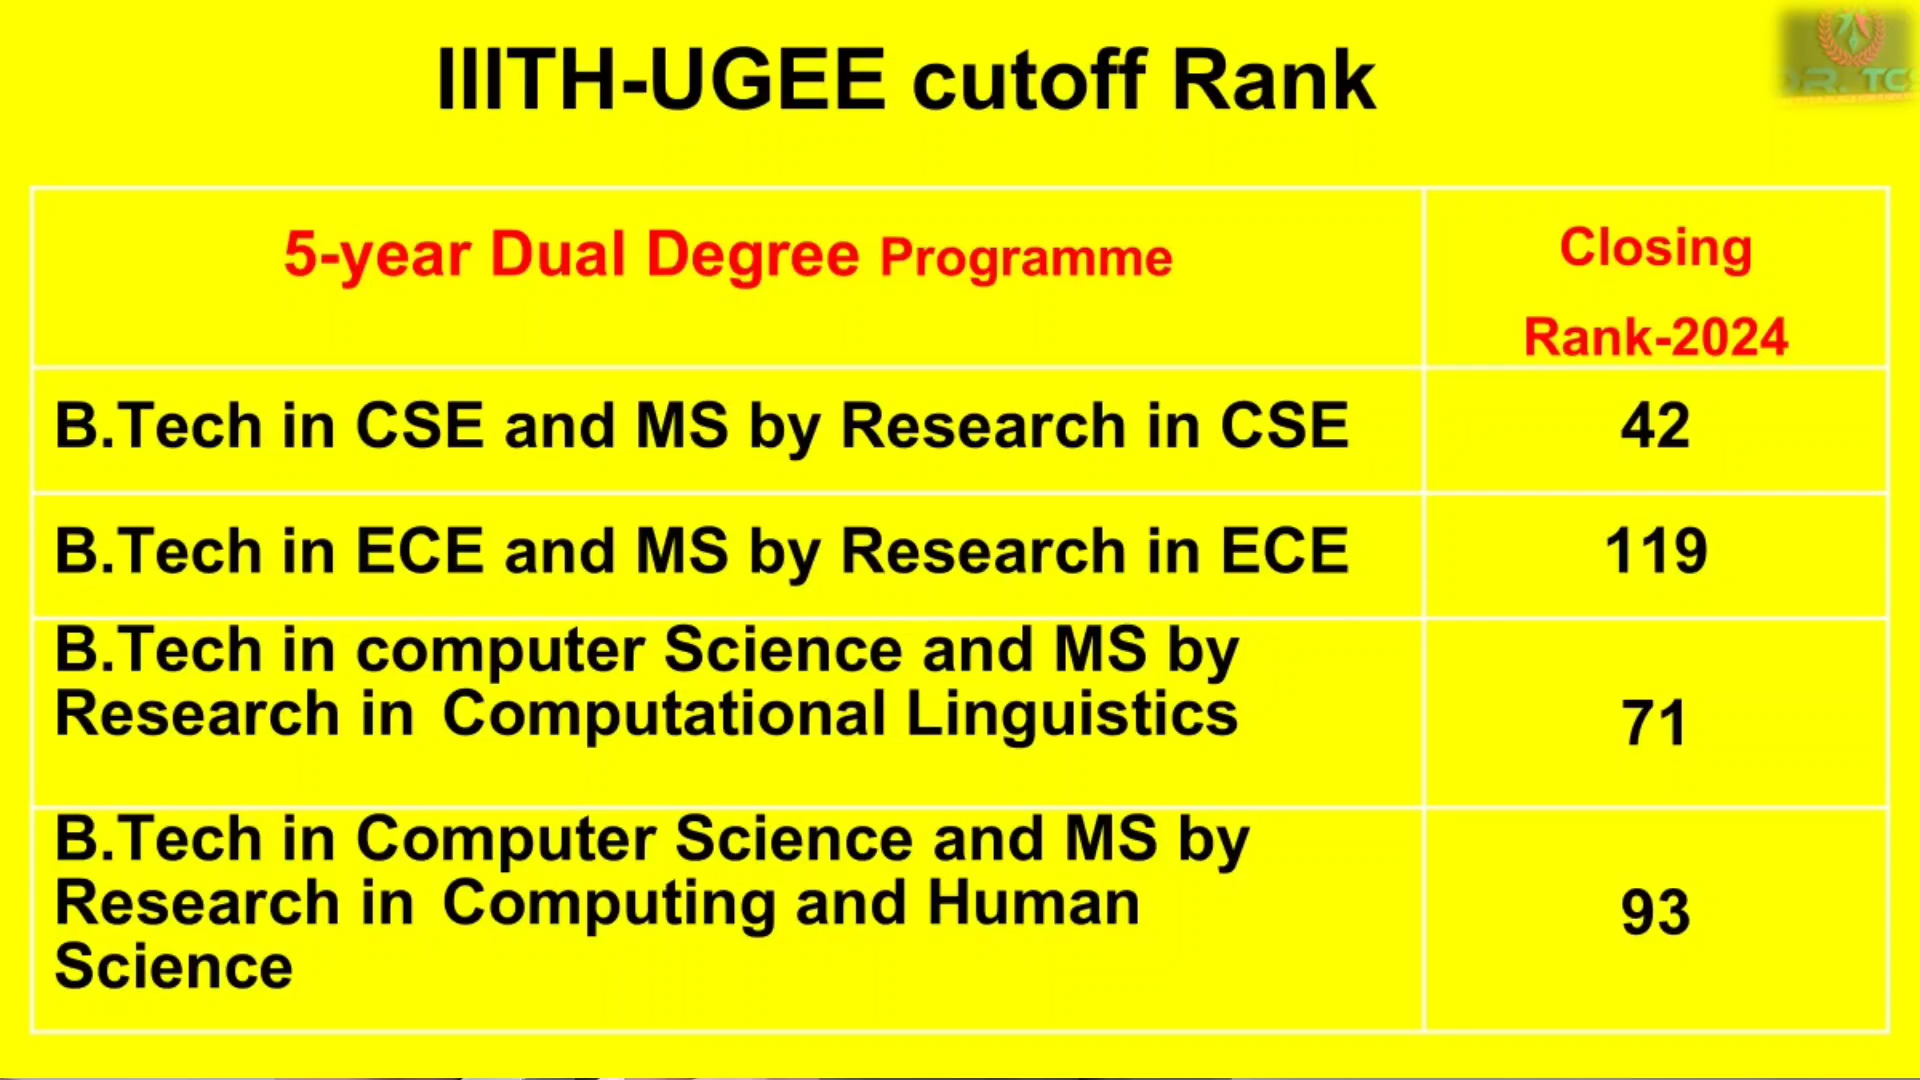 IIITH-UGEE cutoff Rank
5-year Dual Degree Programme
Closing
Rank-2024
B.Tech in CSE and MS by Research in CSE
42
B.Tech in ECE and MS by Research in ECE
119
B.Tech in computer Science and MS by
Research in Computational Linguistics
71
B.Tech in Computer Science and MS by
Research in Computing and Human
Science
93